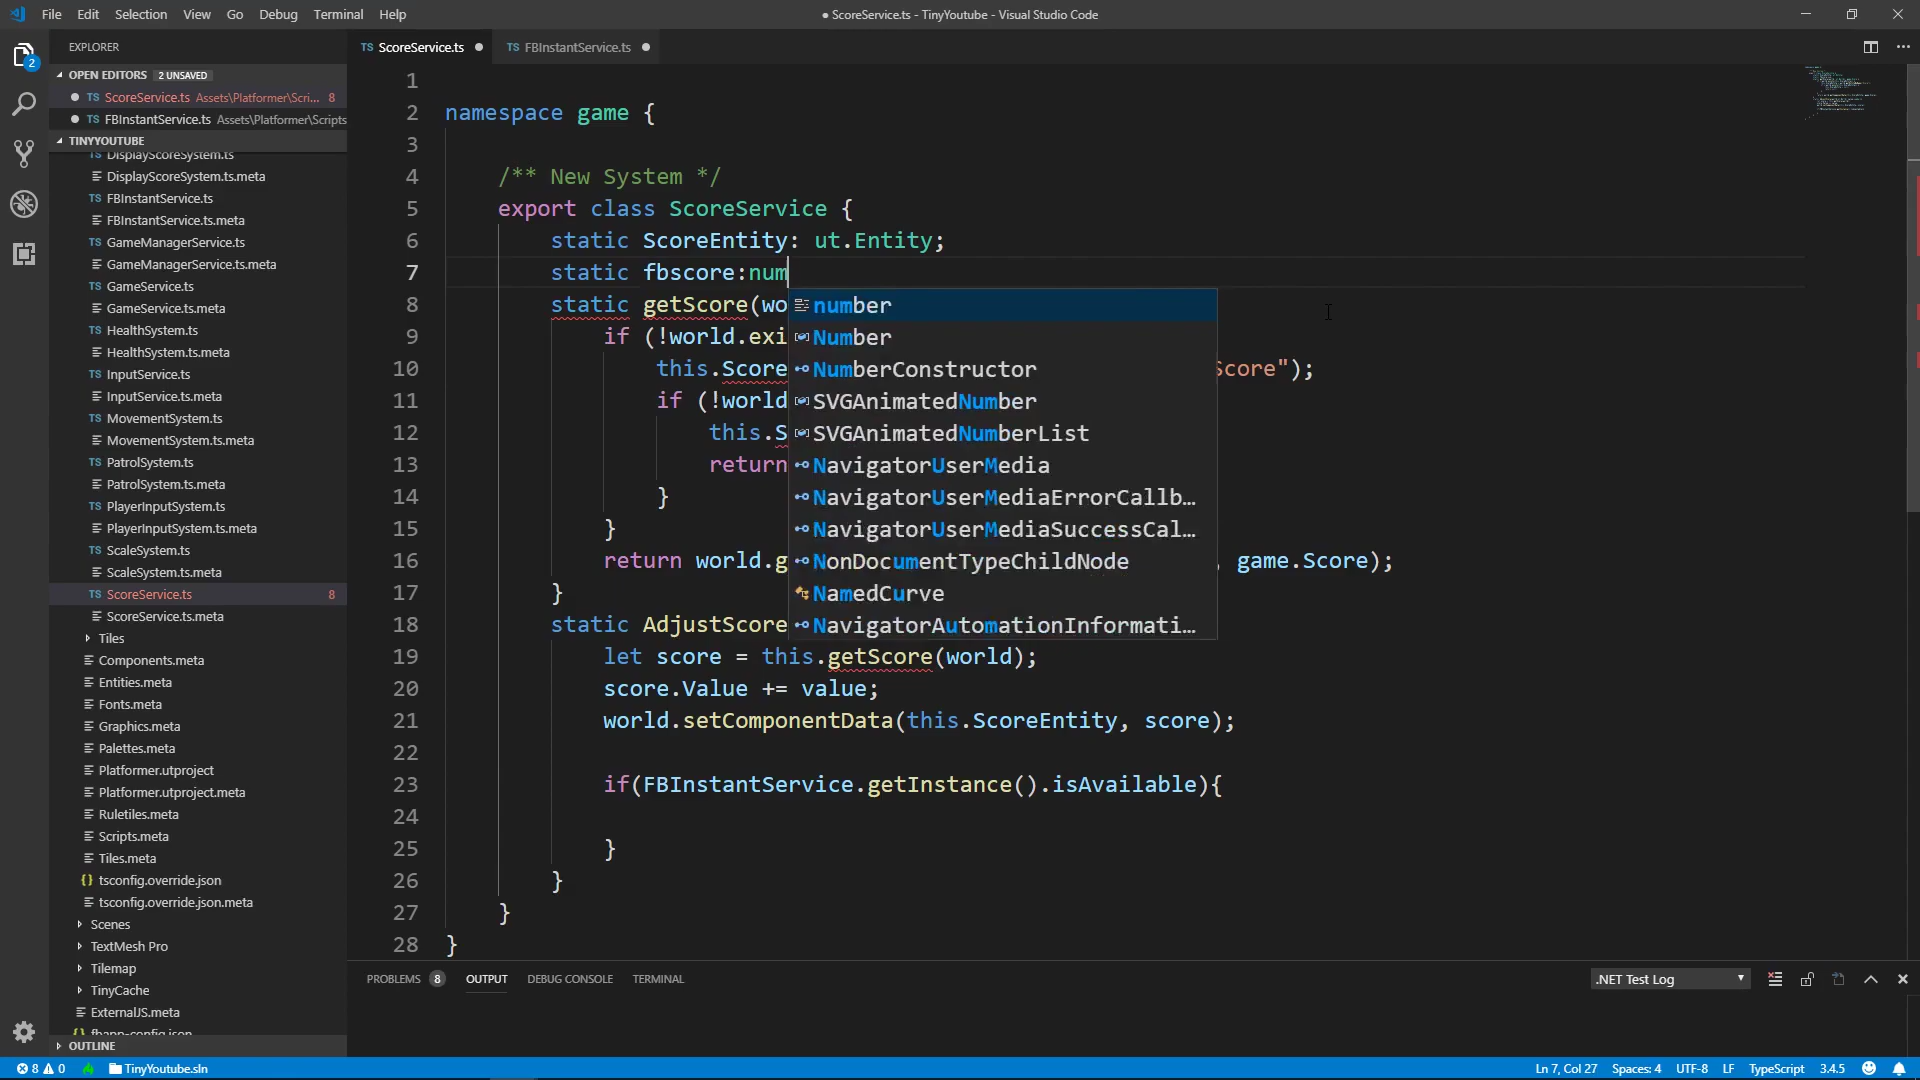 File Edit Selection View Go Debug Terminal Help
● ScoreService.ts - TinyYoutube - Visual Studio Code
EXPLORER
OPEN EDITORS 2 UNSAVED
TS ScoreService.ts Assets\Platformer\Scri... 8
TS FBInstantService.ts Assets\Platformer\Scripts
TINYYOUTUBE
TS DisplayScoreSystem.ts
DisplayScoreSystem.ts.meta
TS FBInstantService.ts
FBInstantService.ts.meta
TS GameManagerService.ts
GameManagerService.ts.meta
TS GameService.ts
GameService.ts.meta
TS HealthSystem.ts
HealthSystem.ts.meta
TS InputService.ts
InputService.ts.meta
TS MovementSystem.ts
MovementSystem.ts.meta
TS PatrolSystem.ts
PatrolSystem.ts.meta
TS PlayerInputSystem.ts
PlayerInputSystem.ts.meta
TS ScaleSystem.ts
ScaleSystem.ts.meta
TS ScoreService.ts 8
ScoreService.ts.meta
Tiles
Components.meta
Entities.meta
Fonts.meta
Graphics.meta
Palettes.meta
Platformer.utproject
Platformer.utproject.meta
Ruletiles.meta
Scripts.meta
Tiles.meta
{} tsconfig.override.json
tsconfig.override.json.meta
Scenes
TextMesh Pro
Tilemap
TinyCache
ExternalJS.meta
{} fbapp-config.json
OUTLINE
2
TS ScoreService.ts
TS FBInstantService.ts
1
2 namespace game {
3
4 /** New System */
5 export class ScoreService {
6 static ScoreEntity: ut.Entity;
7 static fbscore:num
8 static getScore(wo
9 if (!world.exi
10 this.Score Score");
11 if (!world
12 this.S
13 return
14 }
15 }
16 return world.g , game.Score);
17 }
18 static AdjustScore
19 let score = this.getScore(world);
20 score.Value += value;
21 world.setComponentData(this.ScoreEntity, score);
22
23 if(FBInstantService.getInstance().isAvailable){
24
25 }
26 }
27 }
28 }
number
Number
NumberConstructor
SVGAnimatedNumber
SVGAnimatedNumberList
NavigatorUserMedia
NavigatorUserMediaErrorCallb...
NavigatorUserMediaSuccessCal...
NonDocumentTypeChildNode
NamedCurve
NavigatorAutomationInformati...
PROBLEMS 8 OUTPUT DEBUG CONSOLE TERMINAL
.NET Test Log
8 0 TinyYoutube.sln
Ln 7, Col 27 Spaces: 4 UTF-8 LF TypeScript 3.4.5